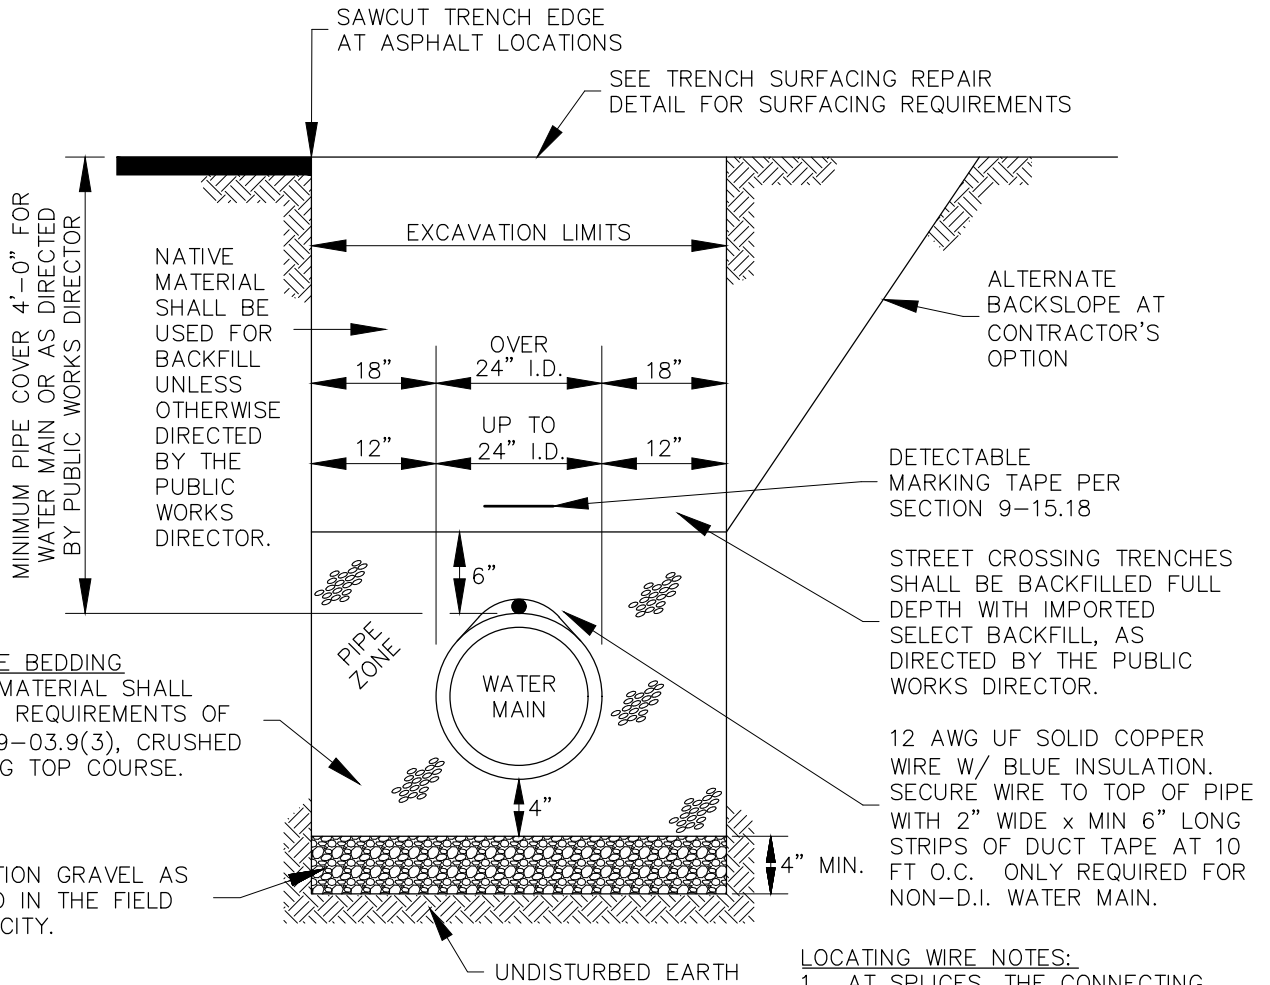 SAWCUT TRENCH EDGE
AT ASPHALT LOCATIONS
SEE TRENCH SURFACING REPAIR
DETAIL FOR SURFACING REQUIREMENTS
MINIMUM PIPE COVER 4'-0" FOR
WATER MAIN OR AS DIRECTED
BY PUBLIC WORKS DIRECTOR
EXCAVATION LIMITS
NATIVE
MATERIAL
SHALL BE
USED FOR
BACKFILL
UNLESS
OTHERWISE
DIRECTED
BY THE
PUBLIC
WORKS
DIRECTOR.
ALTERNATE
BACKSLOPE AT
CONTRACTOR'S
OPTION
18"
OVER
24" I.D.
18"
12"
UP TO
24" I.D.
12"
DETECTABLE
MARKING TAPE PER
SECTION 9-15.18
6"
STREET CROSSING TRENCHES
SHALL BE BACKFILLED FULL
DEPTH WITH IMPORTED
SELECT BACKFILL, AS
DIRECTED BY THE PUBLIC
WORKS DIRECTOR.
PIPE
ZONE
WATER
MAIN
E BEDDING
MATERIAL SHALL
REQUIREMENTS OF
9-03.9(3), CRUSHED
G TOP COURSE.
12 AWG UF SOLID COPPER
WIRE W/ BLUE INSULATION.
SECURE WIRE TO TOP OF PIPE
WITH 2" WIDE x MIN 6" LONG
STRIPS OF DUCT TAPE AT 10
FT O.C. ONLY REQUIRED FOR
NON-D.I. WATER MAIN.
4"
4" MIN.
TION GRAVEL AS
D IN THE FIELD
CITY.
UNDISTURBED EARTH
LOCATING WIRE NOTES:
1. AT SPLICES, THE CONNECTING